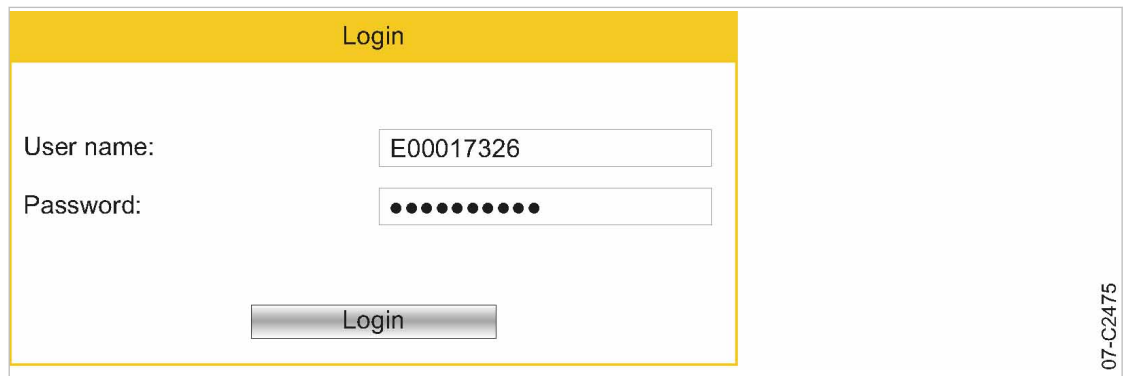 Login
User name: E00017326
Password: ●●●●●●●●●●
Login
07-C2475